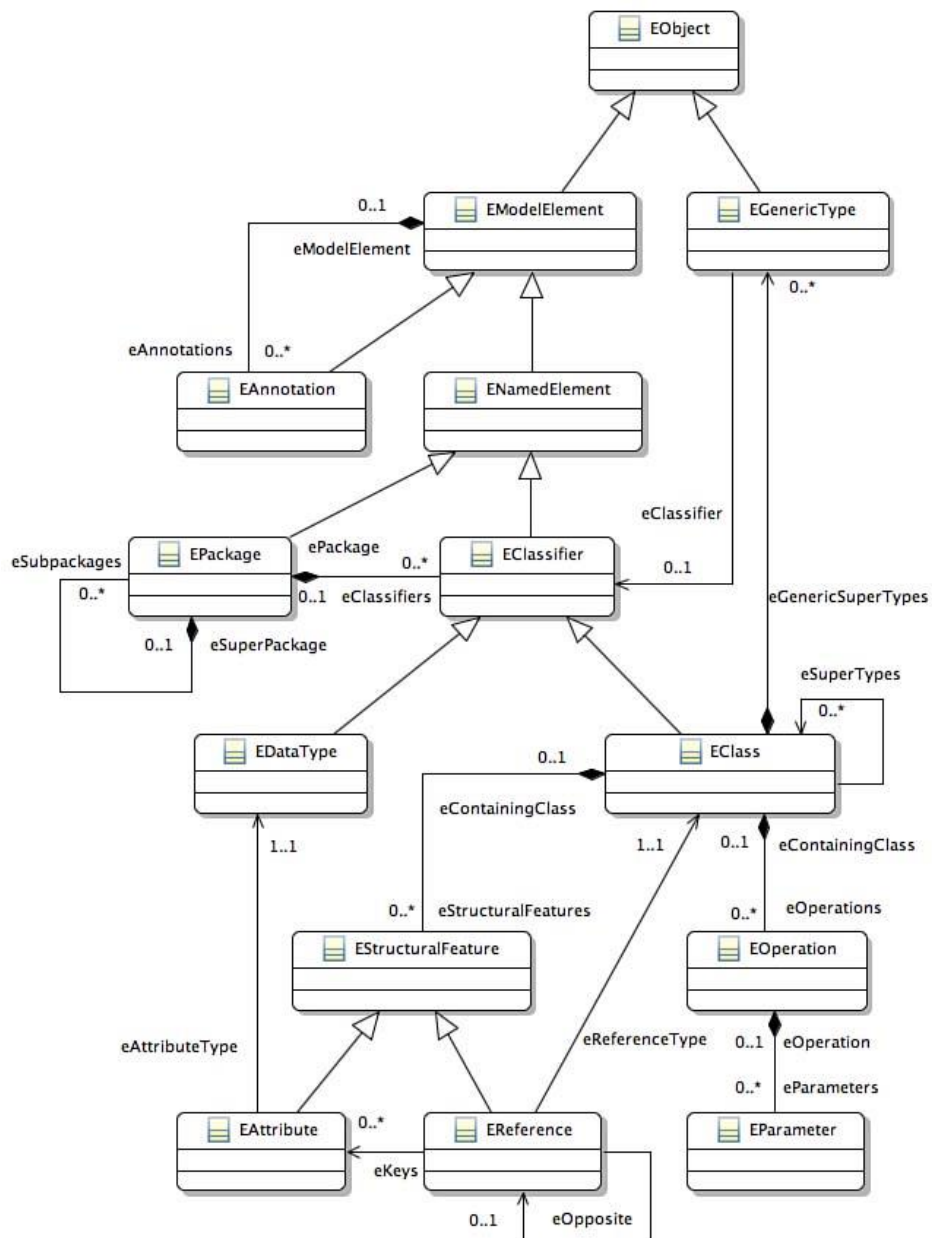 EObject
EModelElement
EGenericType
0..1
eModelElement
0..*
eAnnotations
0..*
EAnnotation
ENamedElement
eClassifier
EPackage
ePackage
EClassifier
eSubpackages
0..*
0..*
0..1
0..1
eClassifiers
eGenericSuperTypes
0..1
eSuperPackage
eSuperTypes
0..*
EDataType
0..1
EClass
eContainingClass
1..1
1..1
0..1
eContainingClass
0..*
eStructuralFeatures
0..*
eOperations
EStructuralFeature
EOperation
eAttributeType
eReferenceType
0..1
eOperation
0..*
eParameters
EAttribute
0..*
EReference
EParameter
eKeys
0..1
eOpposite